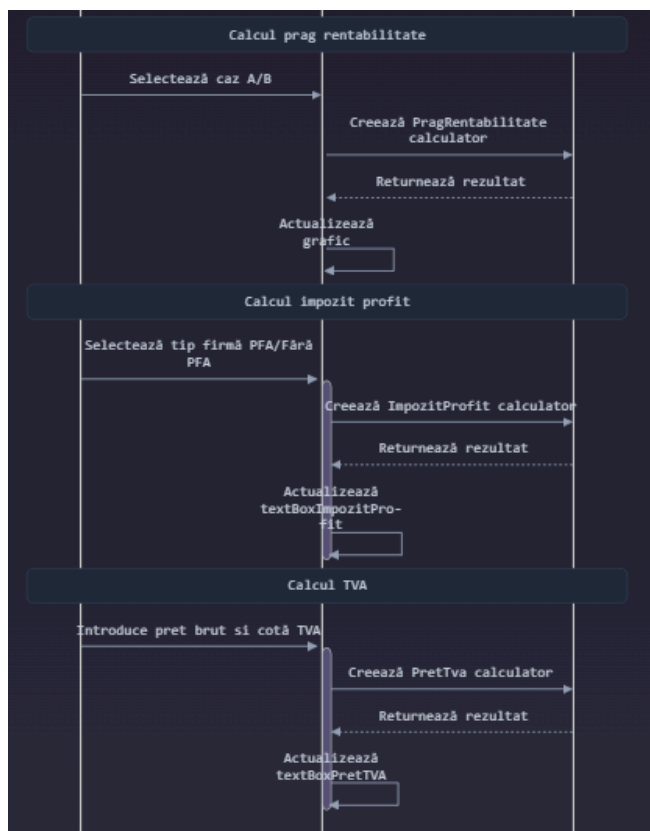 Calcul prag rentabilitate
Selectează caz A/B
Creează PragRentabilitate
calculator
Returnează rezultat
Actualizează
grafic
Calcul impozit profit
Selectează tip firmă PFA/Fără
PFA
Creează ImpozitProfit calculator
Returnează rezultat
Actualizează
textBoxImpozitPro-
fit
Calcul TVA
Introduce pret brut si cotă TVA
Creează PretTva calculator
Returnează rezultat
Actualizează
textBoxPretTVA